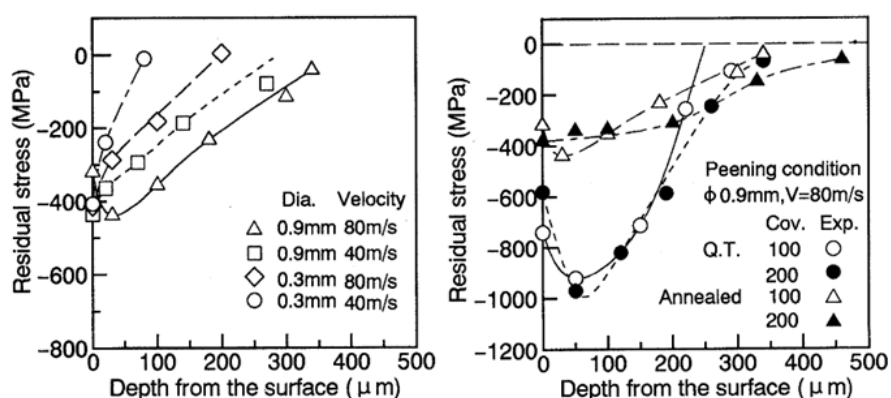 0
−200
−400
−600
−800
Residual stress (MPa)
0 100 200 300 400 500
Depth from the surface ( μm)
Dia. Velocity
0.9mm 80m/s
0.9mm 40m/s
0.3mm 80m/s
0.3mm 40m/s
0
−200
−400
−600
−800
−1000
−1200
Residual stress (MPa)
0 100 200 300 400 500
Depth from the surface ( μm)
Peening condition
ϕ0.9mm,V=80m/s
Cov. Exp.
Q.T. 100
200
Annealed 100
200